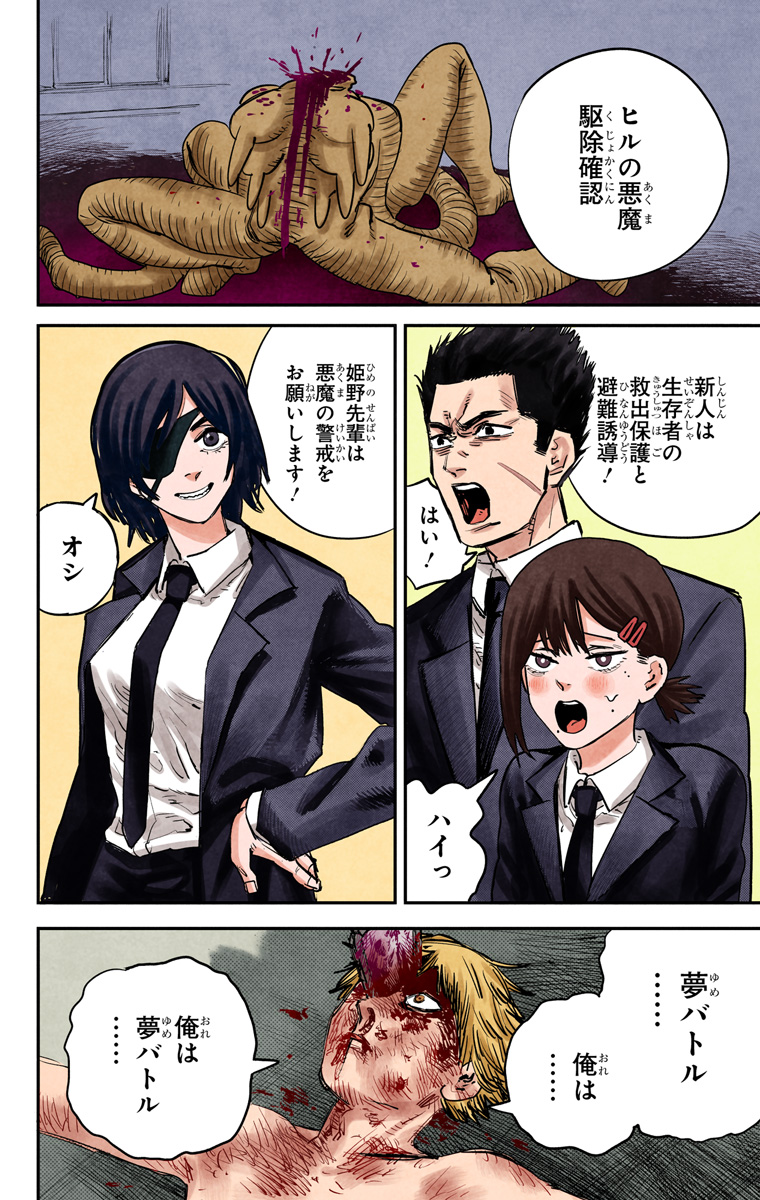 ヒルの悪魔
駆除確認
新人は
生存者の
救出保護と
避難誘導!
はい!
ハイっ
姫野先輩は
悪魔の警戒を
お願いします!
オシ
夢バトル
……
俺は
……
俺は
夢バトル
……